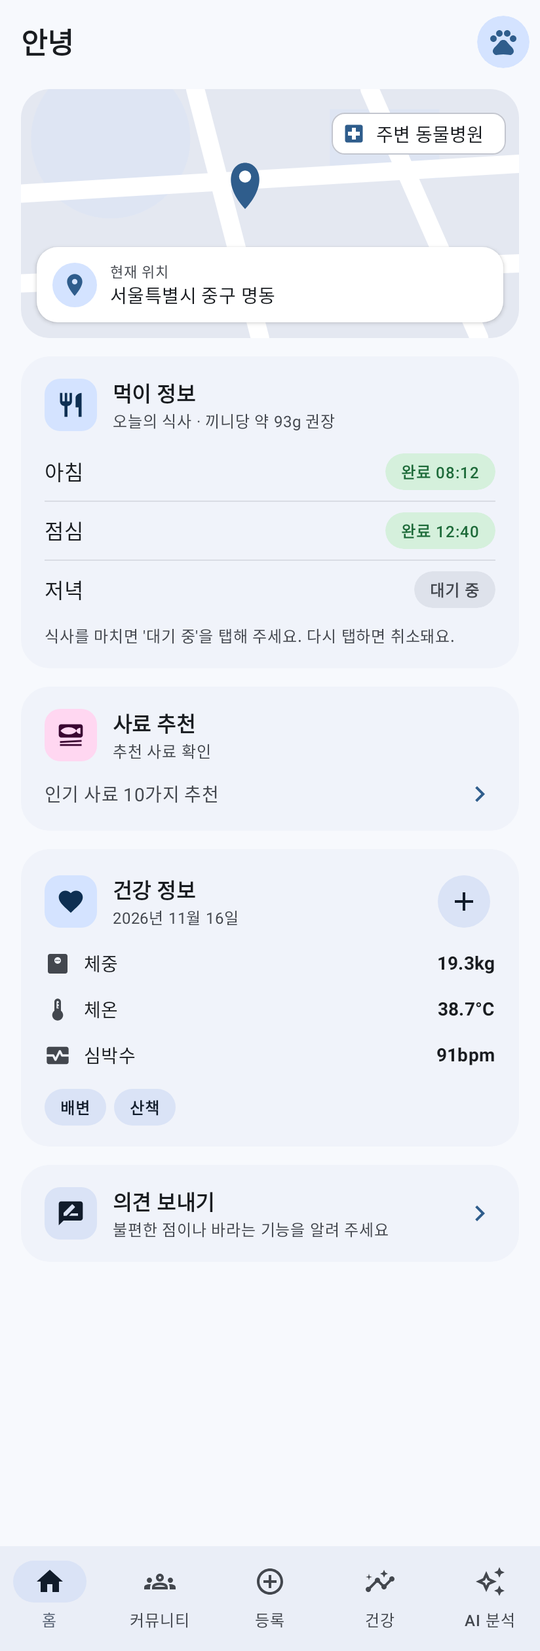 안녕
주변 동물병원
현재 위치
서울특별시 중구 명동
먹이 정보
오늘의 식사 · 끼니당 약 93g 권장
아침
완료 08:12
점심
완료 12:40
저녁
대기 중
식사를 마치면 '대기 중'을 탭해 주세요. 다시 탭하면 취소돼요.
사료 추천
추천 사료 확인
인기 사료 10가지 추천
건강 정보
2026년 11월 16일
체중
19.3kg
체온
38.7°C
심박수
91bpm
배변
산책
의견 보내기
불편한 점이나 바라는 기능을 알려 주세요
홈
커뮤니티
등록
건강
AI 분석